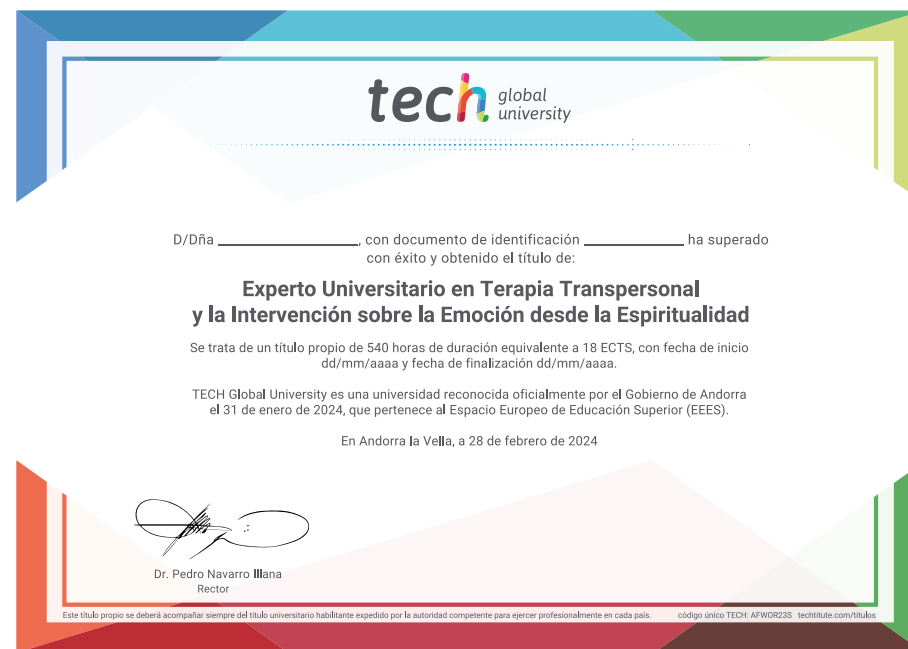 tech global university
D/Dña ____________________, con documento de identificación ______________ ha superado
con éxito y obtenido el título de:
Experto Universitario en Terapia Transpersonal
y la Intervención sobre la Emoción desde la Espiritualidad
Se trata de un título propio de 540 horas de duración equivalente a 18 ECTS, con fecha de inicio
dd/mm/aaaa y fecha de finalización dd/mm/aaaa.
TECH Global University es una universidad reconocida oficialmente por el Gobierno de Andorra
el 31 de enero de 2024, que pertenece al Espacio Europeo de Educación Superior (EEES).
En Andorra la Vella, a 28 de febrero de 2024
Dr. Pedro Navarro Illana
Rector
Este título propio se deberá acompañar siempre del título universitario habilitante expedido por la autoridad competente para ejercer profesionalmente en cada país. código único TECH: AFWOR23S techtitute.com/titulos